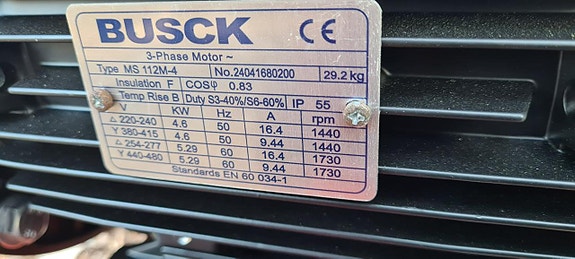 BUSCK CE
3-Phase Motor ~
Type MS 112M-4 No.24041680200 29.2 kg
Insulation F COSφ 0.83
Temp Rise B Duty S3-40%/S6-60% IP 55
V KW Hz A rpm
△ 220-240 4.6 50 16.4 1440
Y 380-415 4.6 50 9.44 1440
△ 254-277 5.29 60 16.4 1730
Y 440-480 5.29 60 9.44 1730
Standards EN 60 034-1